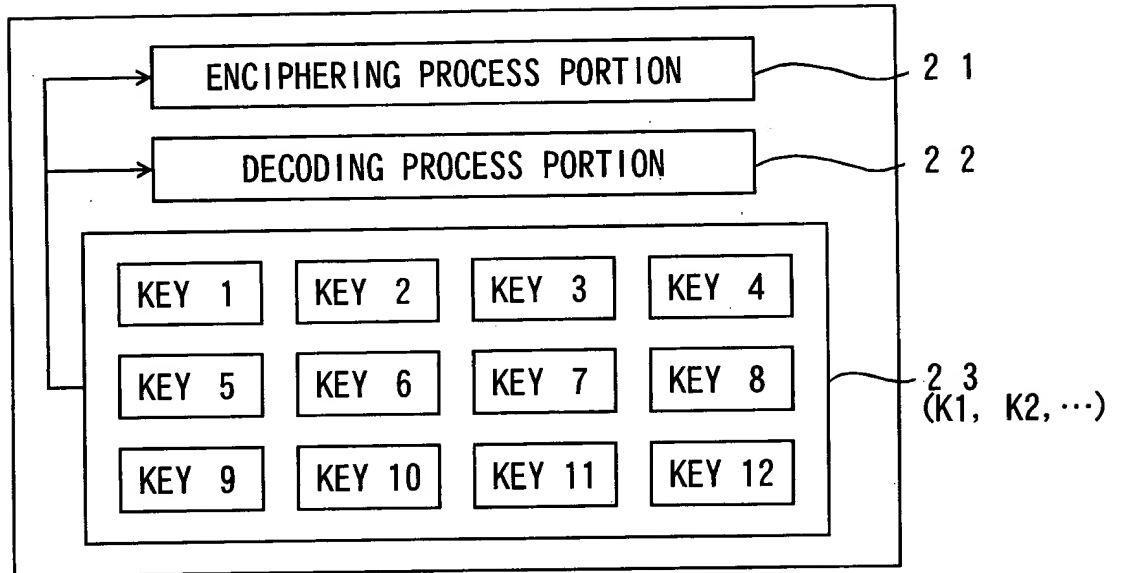 ENCIPHERING PROCESS PORTION
21
DECODING PROCESS PORTION
22
KEY 1 KEY 2 KEY 3 KEY 4
KEY 5 KEY 6 KEY 7 KEY 8
23
(K1, K2, ⋯)
KEY 9 KEY 10 KEY 11 KEY 12